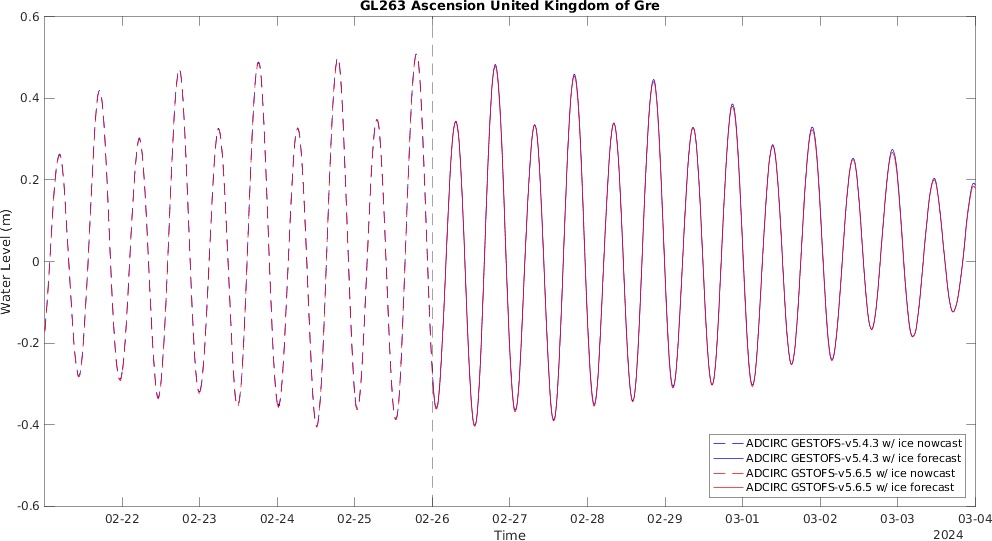 GL263 Ascension United Kingdom of Gre
0.6
0.4
0.2
0
-0.2
-0.4
-0.6
Water Level (m)
ADCIRC GESTOFS-v5.4.3 w/ ice nowcast
ADCIRC GESTOFS-v5.4.3 w/ ice forecast
ADCIRC GSTOFS-v5.6.5 w/ ice nowcast
ADCIRC GSTOFS-v5.6.5 w/ ice forecast
02-22 02-23 02-24 02-25 02-26 02-27 02-28 02-29 03-01 03-02 03-03 03-04
Time
2024